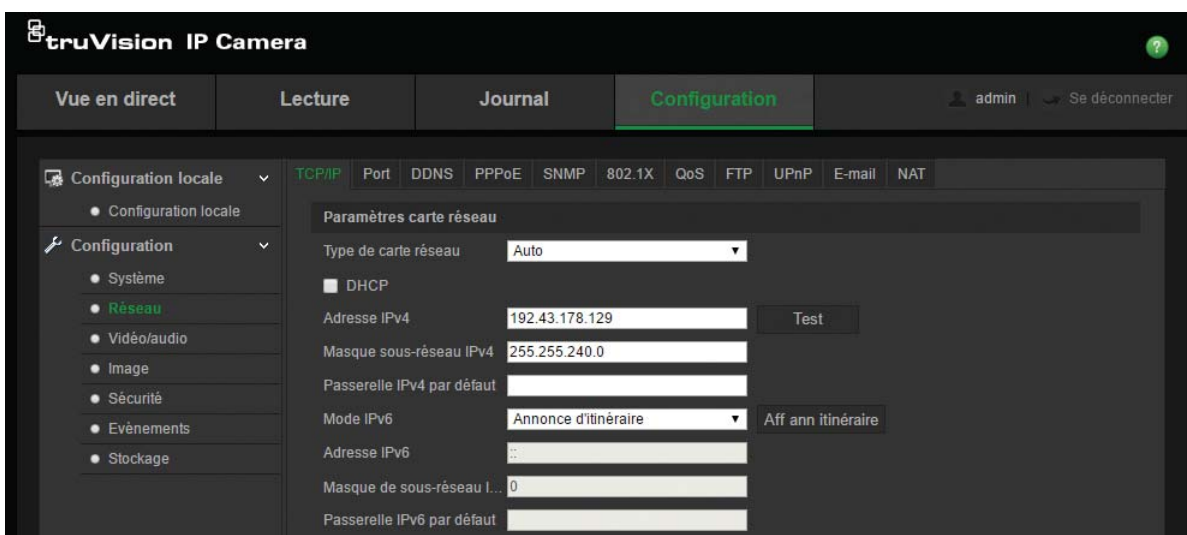 truVision IP Camera
?
Vue en direct Lecture Journal Configuration admin Se déconnecter
Configuration locale
Configuration locale
Configuration
Système
Réseau
Vidéo/audio
Image
Sécurité
Evènements
Stockage
TCP/IP Port DDNS PPPoE SNMP 802.1X QoS FTP UPnP E-mail NAT
Paramètres carte réseau
Type de carte réseau Auto
DHCP
Adresse IPv4 192.43.178.129 Test
Masque sous-réseau IPv4 255.255.240.0
Passerelle IPv4 par défaut
Mode IPv6 Annonce d'itinéraire Aff ann itinéraire
Adresse IPv6 ::
Masque de sous-réseau I... 0
Passerelle IPv6 par défaut